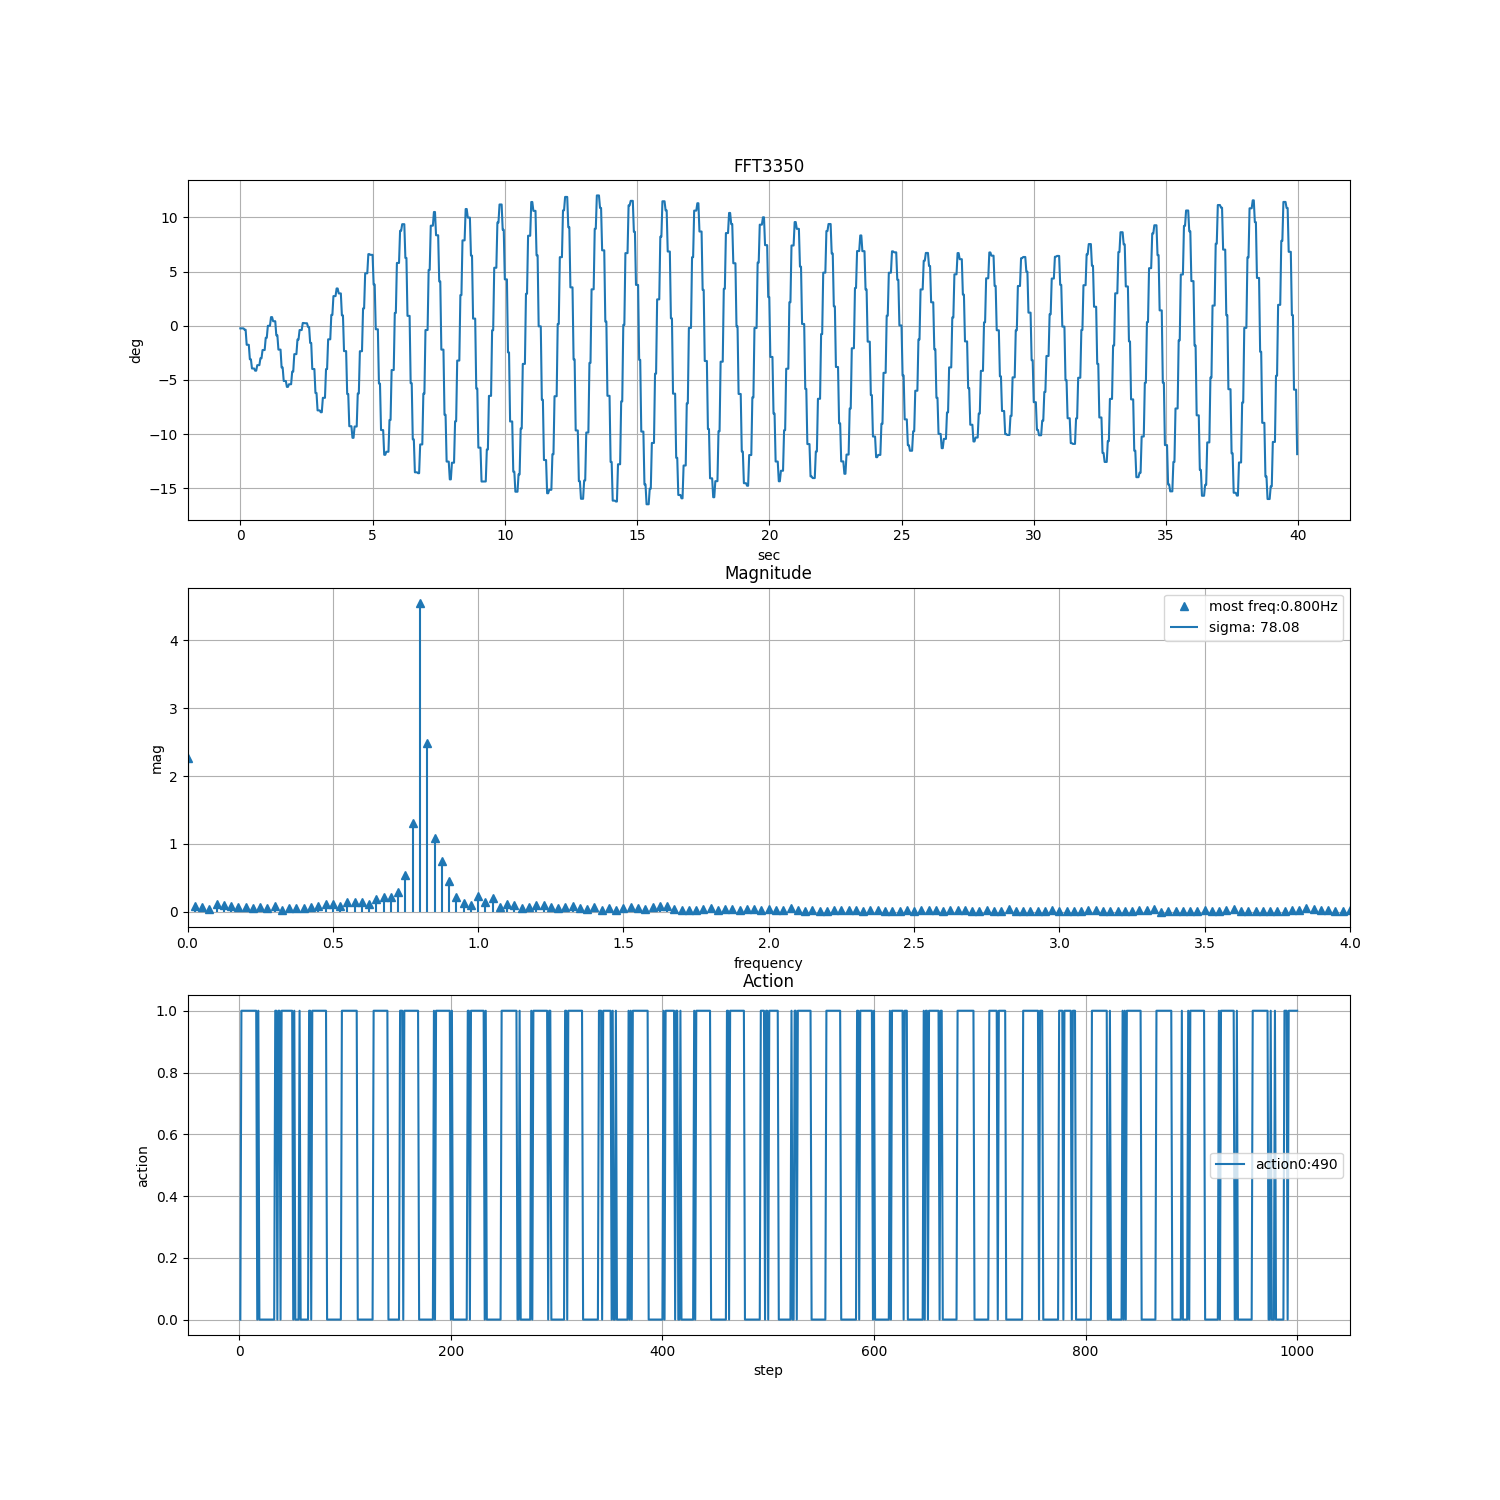 FFT3350
10
5
0
−5
−10
−15
deg
0 5 10 15 20 25 30 35 40
sec
Magnitude
most freq:0.800Hz
sigma: 78.08
4
3
2
1
0
mag
0.0 0.5 1.0 1.5 2.0 2.5 3.0 3.5 4.0
frequency
Action
1.0
0.8
0.6
0.4
0.2
0.0
action
action0:490
0 200 400 600 800 1000
step